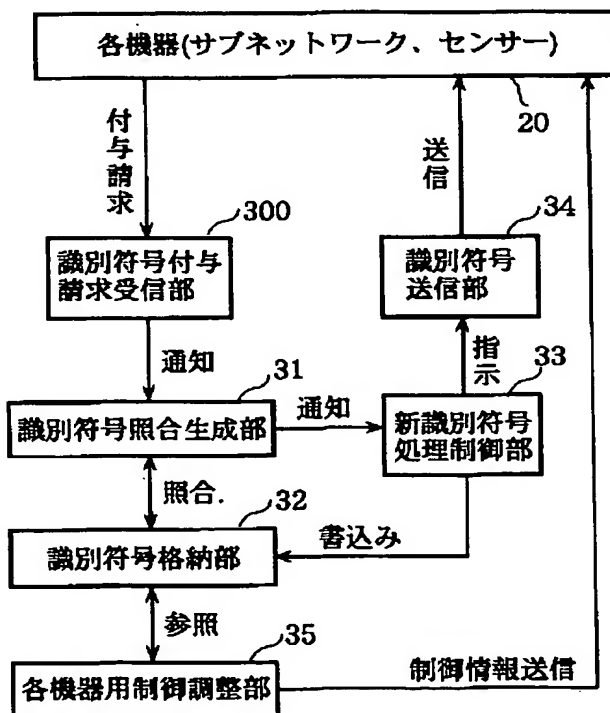 各機器(サブネットワーク、センサー)
20
付与請求
送信
300
34
識別符号付与
請求受信部
識別符号
送信部
通知
指示
31
33
識別符号照合生成部
通知
新識別符号
処理制御部
照合.
32
書込み
識別符号格納部
参照
35
制御情報送信
各機器用制御調整部